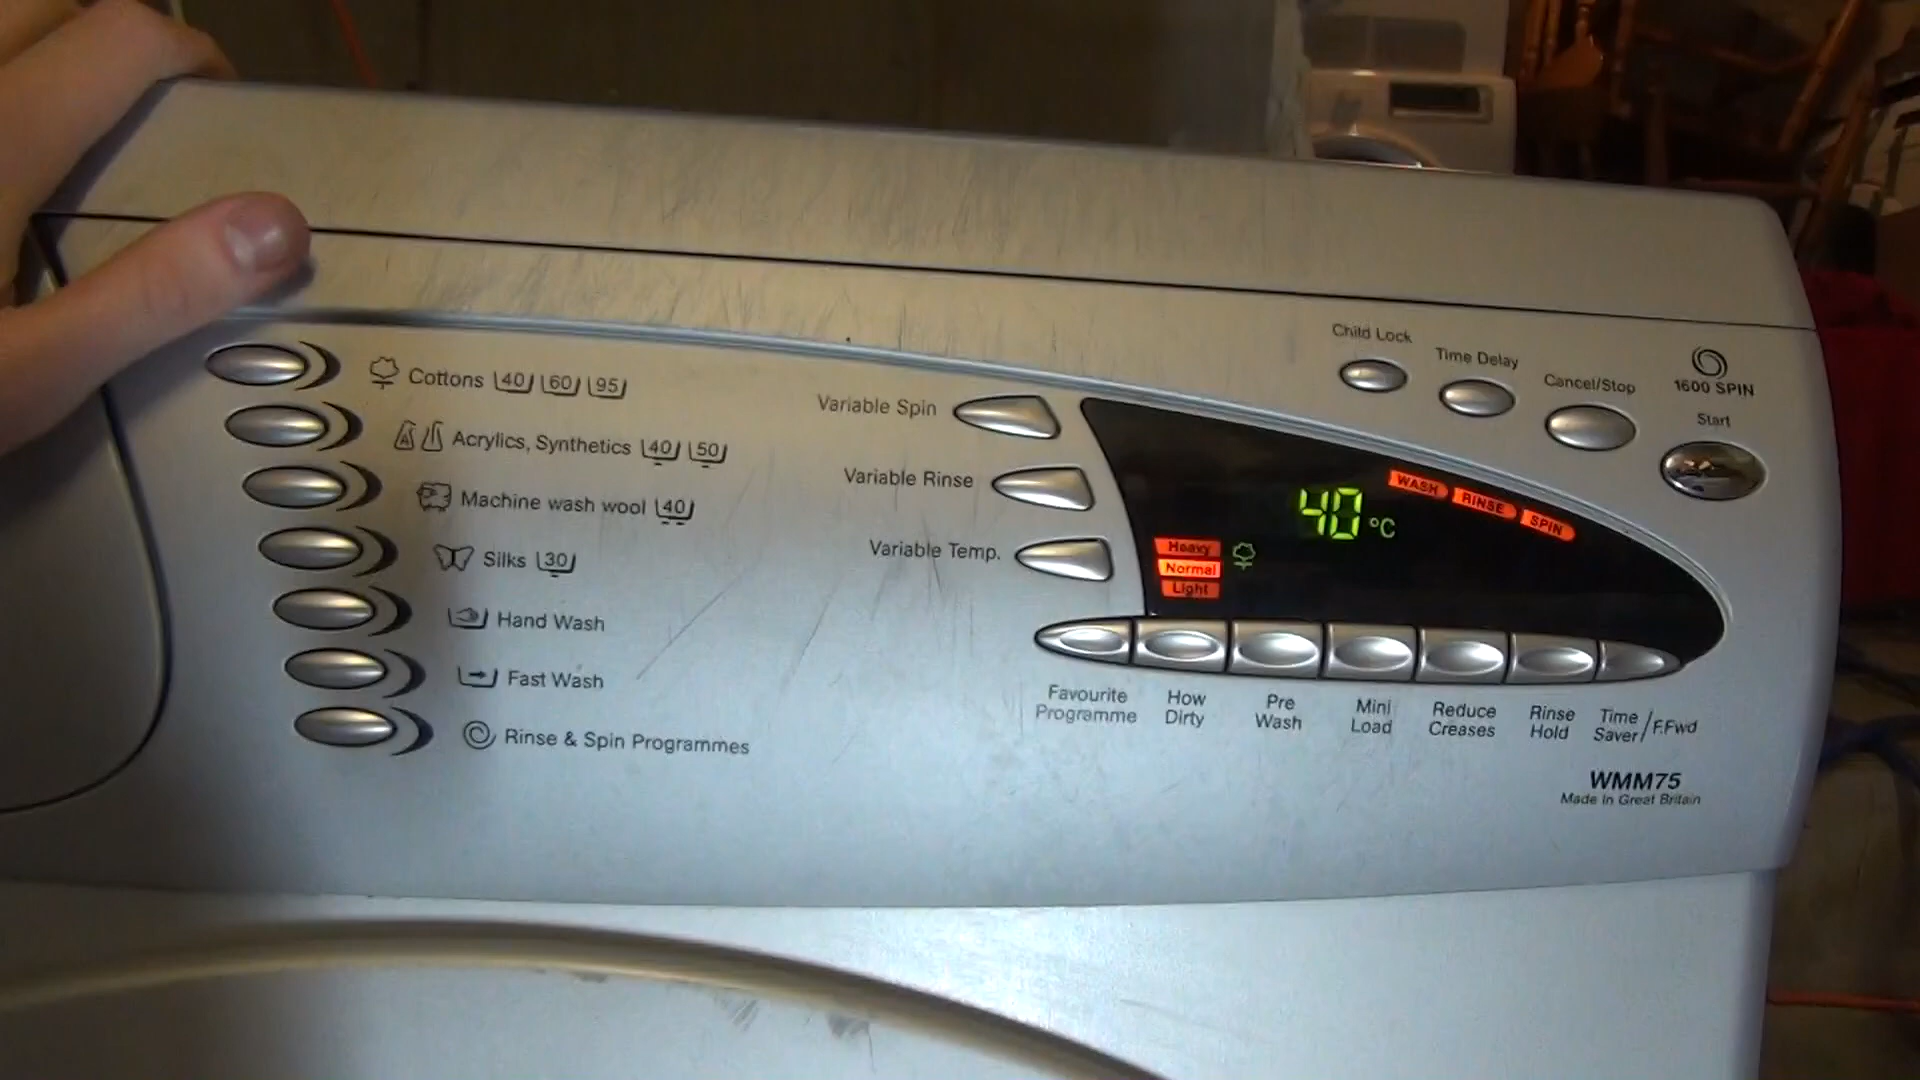 Cottons 40 60 95
Acrylics, Synthetics 40 50
Machine wash wool 40
Silks 30
Hand Wash
Fast Wash
Rinse & Spin Programmes
Variable Spin
Variable Rinse
Variable Temp.
Child Lock
Time Delay
Cancel/Stop
1600 SPIN
Start
WASH RINSE SPIN
40 °C
Heavy
Normal
Light
Favourite Programme
How Dirty
Pre Wash
Mini Load
Reduce Creases
Rinse Hold
Time Saver/F.Fwd
WMM75
Made In Great Britain